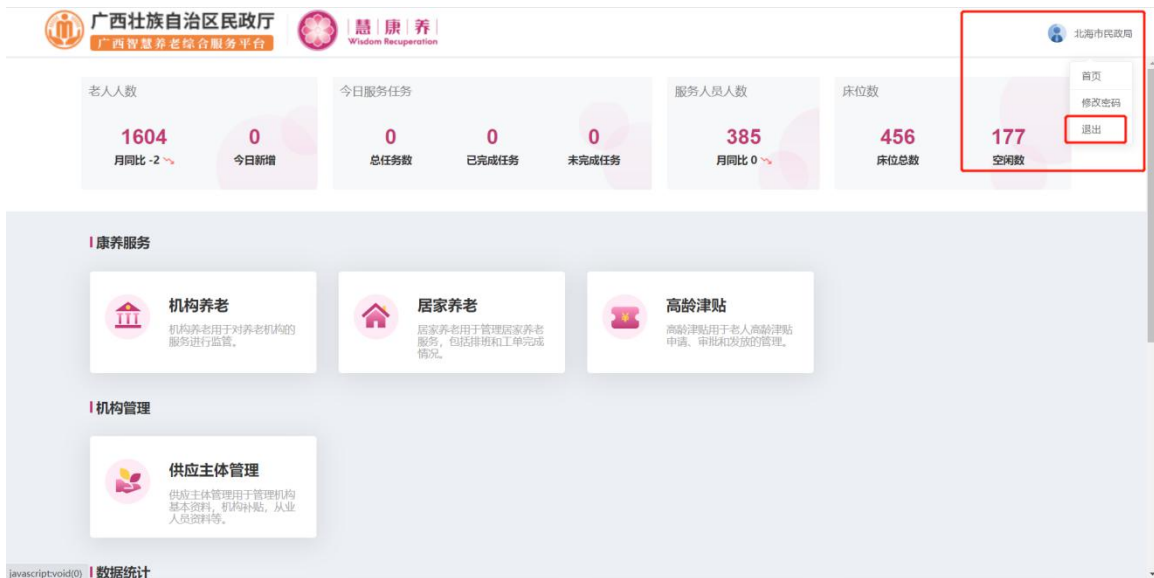 广西壮族自治区民政厅
广西智慧养老综合服务平台
慧 康 养
Wisdom Recuperation
北海市民政局
首页
修改密码
退出
老人人数
1604
月同比 -2
0
今日新增
今日服务任务
0
总任务数
0
已完成任务
0
未完成任务
服务人员人数
385
月同比 0
床位数
456
床位总数
177
空闲数
康养服务
机构养老
机构养老用于对养老机构的
服务进行监管。
居家养老
居家养老用于管理居家养老
服务，包括排班和工单完成
情况。
高龄津贴
高龄津贴用于老人高龄津贴
申请、审批和发放的管理。
机构管理
供应主体管理
供应主体管理用于管理机构
基本资料，机构补贴，从业
人员资料等。
数据统计
javascript:void(0)